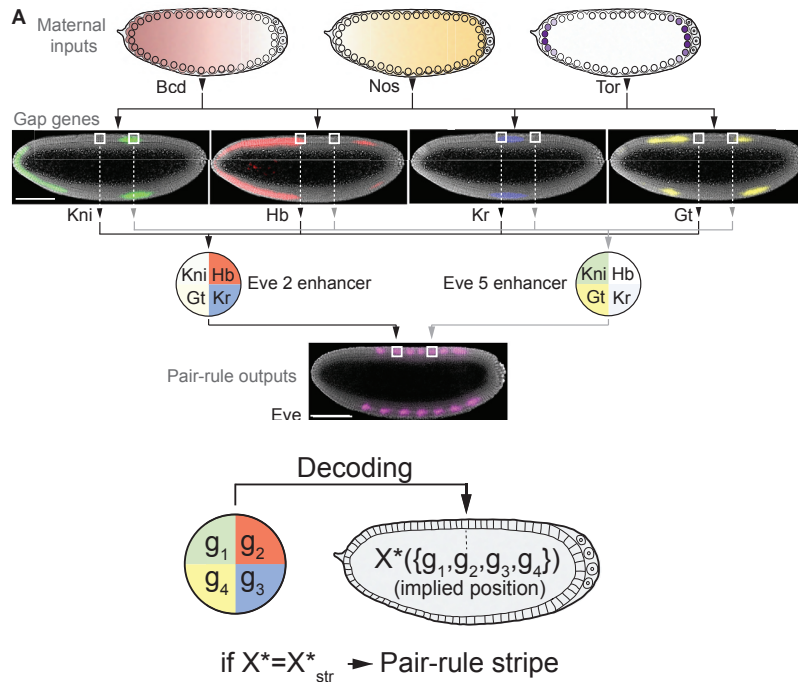 A
Maternal inputs
Bcd
Nos
Tor
Gap genes
Kni
Hb
Kr
Gt
Kni Hb
Gt Kr
Eve 2 enhancer
Eve 5 enhancer
Kni Hb
Gt Kr
Pair-rule outputs
Eve
Decoding
g1 g2
g4 g3
X*({g1,g2,g3,g4})
(implied position)
if X*=X*str → Pair-rule stripe